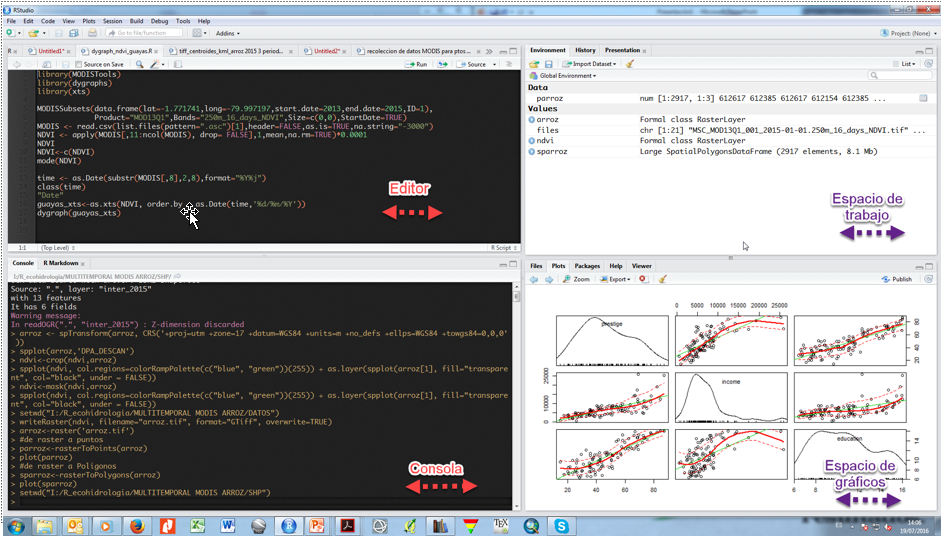 RStudio
File Edit Code View Plots Session Build Debug Tools Help
Go to file/function
Addins
Project: (None)
R
Untitled1*
dygraph_ndvi_guayas.R
tiff_centroides_kml_arroz 2015 3 period...
Untitled2*
recoleccion de datos MODIS para ptos...
Source on Save
Run
Source
library(MODISTools)
library(dygraphs)
library(xts)
MODISSubsets(data.frame(lat=-1.771741,long=-79.997197,start.date=2013,end.date=2015,ID=1),
Product="MOD13Q1",Bands="250m_16_days_NDVI",Size=c(0,0),StartDate=TRUE)
MODIS <- read.csv(list.files(pattern=".asc")[1],header=FALSE,as.is=TRUE,na.string="-3000")
NDVI <- apply(MODIS[,11:ncol(MODIS), drop= FALSE],1,mean,na.rm=TRUE)*0.0001
NDVI
NDVI<-c(NDVI)
mode(NDVI)
time <- as.Date(substr(MODIS[,8],2,8),format="%Y%j")
class(time)
"Date"
guayas_xts<-as.xts(NDVI, order.by as.Date(time,'%d/%m/%Y'))
dygraph(guayas_xts)
Editor
1:1
(Top Level)
R Script
Console R Markdown
I:/R_ecohidrologia/MULTITEMPORAL MODIS ARROZ/SHP/
Source: ".", layer: "inter_2015"
with 13 features
It has 6 fields
Warning message:
In readOGR(".", "inter_2015") : Z-dimension discarded
> arroz <- spTransform(arroz, CRS('+proj=utm +zone=17 +datum=WGS84 +units=m +no_defs +ellps=WGS84 +towgs84=0,0,0'
))
> spplot(arroz,'DPA_DESCAN')
> ndvi<-crop(ndvi,arroz)
> spplot(ndvi, col.regions=colorRampPalette(c("blue", "green"))(255)) + as.layer(spplot(arroz[1], fill="transpare
nt", col="black", under = FALSE))
> ndvi<-mask(ndvi,arroz)
> spplot(ndvi, col.regions=colorRampPalette(c("blue", "green"))(255)) + as.layer(spplot(arroz[1], fill="transpare
nt", col="black", under = FALSE))
> setwd("I:/R_ecohidrologia/MULTITEMPORAL MODIS ARROZ/DATOS")
> writeRaster(ndvi, filename="arroz.tif", format="GTiff", overwrite=TRUE)
> arroz<-raster('arroz.tif')
> #de raster a puntos
> parroz<-rasterToPoints(arroz)
> plot(parroz)
> #de raster a Poligonos
> sparroz<-rasterToPolygons(arroz)
> plot(sparroz)
> setwd("I:/R_ecohidrologia/MULTITEMPORAL MODIS ARROZ/SHP")
>
Consola
Environment History Presentation
Import Dataset
List
Global Environment
Data
parroz num [1:2917, 1:3] 612617 612385 612617 612154 612385 ...
Values
arroz Formal class RasterLayer
files chr [1:21] "MSC_MOD13Q1_001_2015-01-01.250m_16_days_NDVI.tif" ...
ndvi Formal class RasterLayer
sparroz Large SpatialPolygonsDataFrame (2917 elements, 8.1 Mb)
Espacio de
trabajo
Files Plots Packages Help Viewer
Zoom Export Publish
0 5000 10000 15000 20000 25000
prestige
20 40 60 80
0 10000 25000
income
education
6 8 10 12 14 16
20 40 60 80
6 8 10 12 14 16
Espacio de
gráficos
14:06
19/07/2016